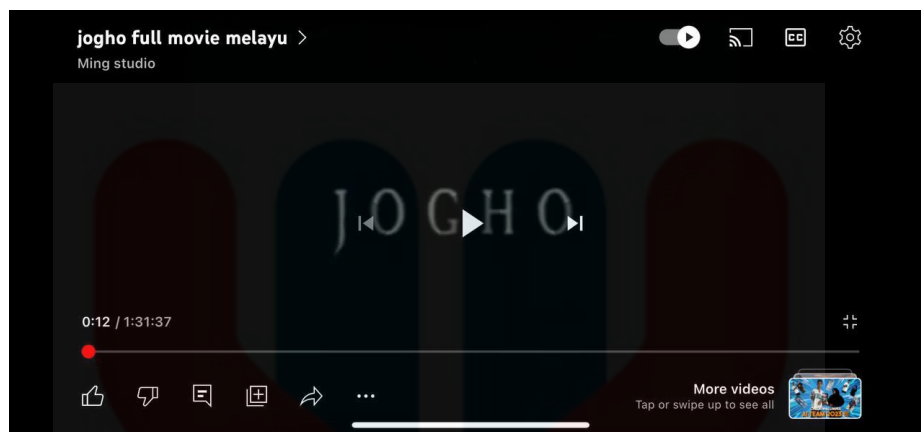 jogho full movie melayu >
Ming studio
CC
JOGHO
0:12 / 1:31:37
More videos
Tap or swipe up to see all